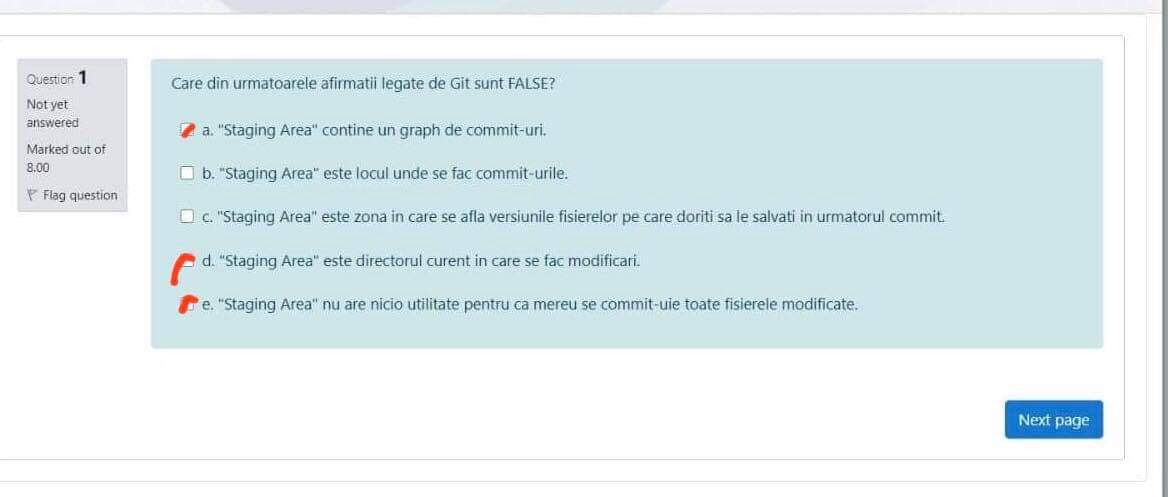 Question 1
Not yet
answered
Marked out of
8.00
Flag question
Care din urmatoarele afirmatii legate de Git sunt FALSE?
a. "Staging Area" contine un graph de commit-uri.
b. "Staging Area" este locul unde se fac commit-urile.
c. "Staging Area" este zona in care se afla versiunile fisierelor pe care doriti sa le salvati in urmatorul commit.
d. "Staging Area" este directorul curent in care se fac modificari.
e. "Staging Area" nu are nicio utilitate pentru ca mereu se commit-uie toate fisierele modificate.
Next page